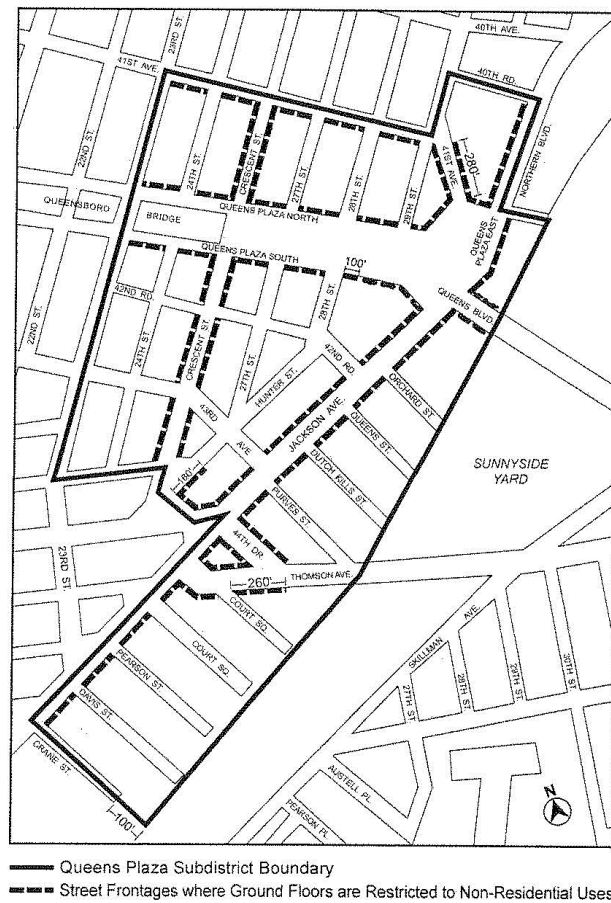 40TH AVE.
23RD ST.
41ST AVE.
40TH RD.
NORTHERN BLVD.
41ST AVE.
280'
22ND ST.
24TH ST.
CRESCENT ST.
27TH ST.
28TH ST.
29TH ST.
QUEENSBORO
BRIDGE
QUEENS PLAZA NORTH
QUEENS PLAZA EAST
QUEENS PLAZA SOUTH
100'
QUEENS BLVD.
42ND RD.
22ND ST.
24TH ST.
CRESCENT ST.
27TH ST.
28TH ST.
HUNTER ST.
42ND RD.
43RD AVE
JACKSON AVE.
ORCHARD ST.
QUEENS ST.
DUTCH KILLS ST.
PURVES ST.
SUNNYSIDE
YARD
180'
44TH DR.
23RD ST.
260'
THOMSON AVE.
COURT SQ.
COURT SQ.
PEARSON ST.
DAVIS ST.
CRANE ST.
100'
SKILLMAN AVE.
27TH ST.
28TH ST.
29TH ST.
30TH ST.
AUSTELL PL.
PEARSON PL.
N
Queens Plaza Subdistrict Boundary
Street Frontages where Ground Floors are Restricted to Non-Residential Uses